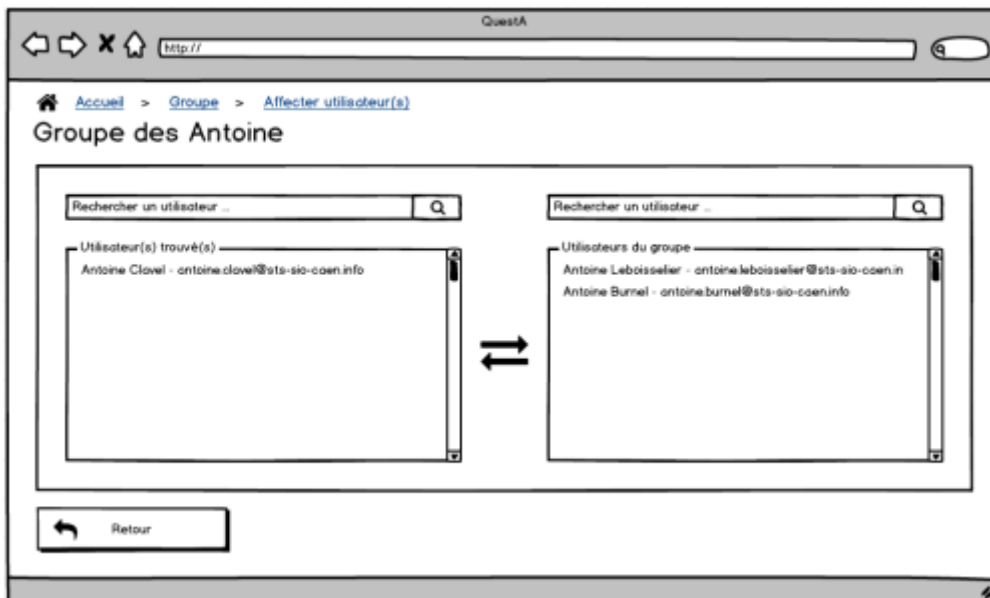 QuestA
http://
Accueil > Groupe > Affecter utilisateur(s)
Groupe des Antoine
Rechercher un utilisateur ..
Rechercher un utilisateur ..
Utilisateur(s) trouvé(s)
Antoine Clavel - antoine.clavel@sts-sio-caen.info
Utilisateurs du groupe
Antoine Leboisselier - antoine.leboisselier@sts-sio-caen.in
Antoine Burnel - antoine.burnel@sts-sio-caen.info
Retour